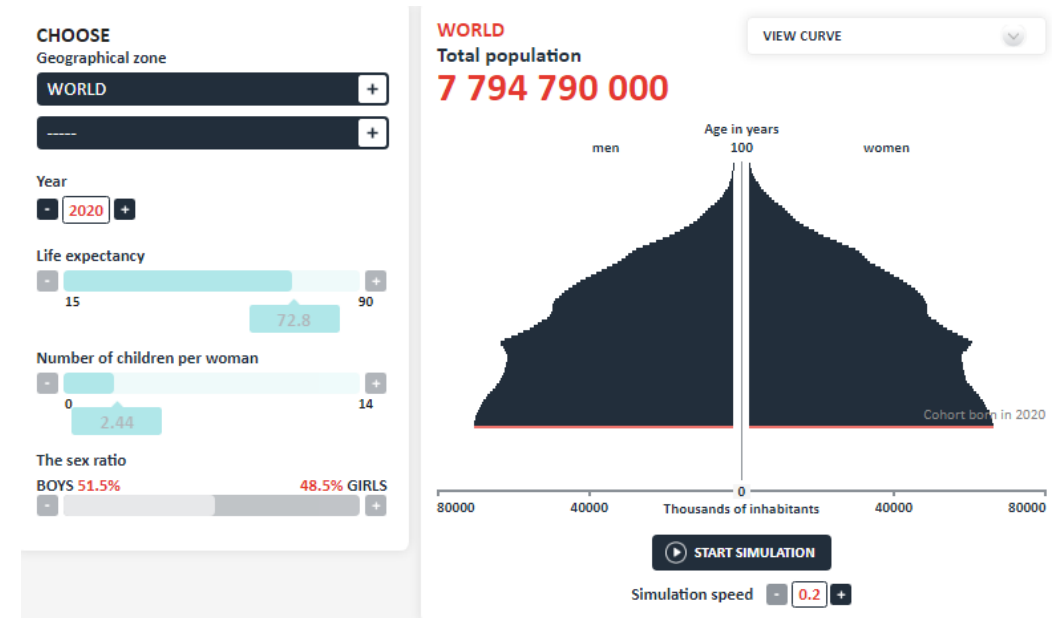 CHOOSE
Geographical zone
WORLD +
----- +
Year
- 2020 +
Life expectancy
- +
15 90
72.8
Number of children per woman
- +
0 14
2.44
The sex ratio
BOYS 51.5% 48.5% GIRLS
- +
WORLD
Total population
7 794 790 000
VIEW CURVE
Age in years
men 100 women
Cohort born in 2020
0
80000 40000 Thousands of inhabitants 40000 80000
START SIMULATION
Simulation speed - 0.2 +